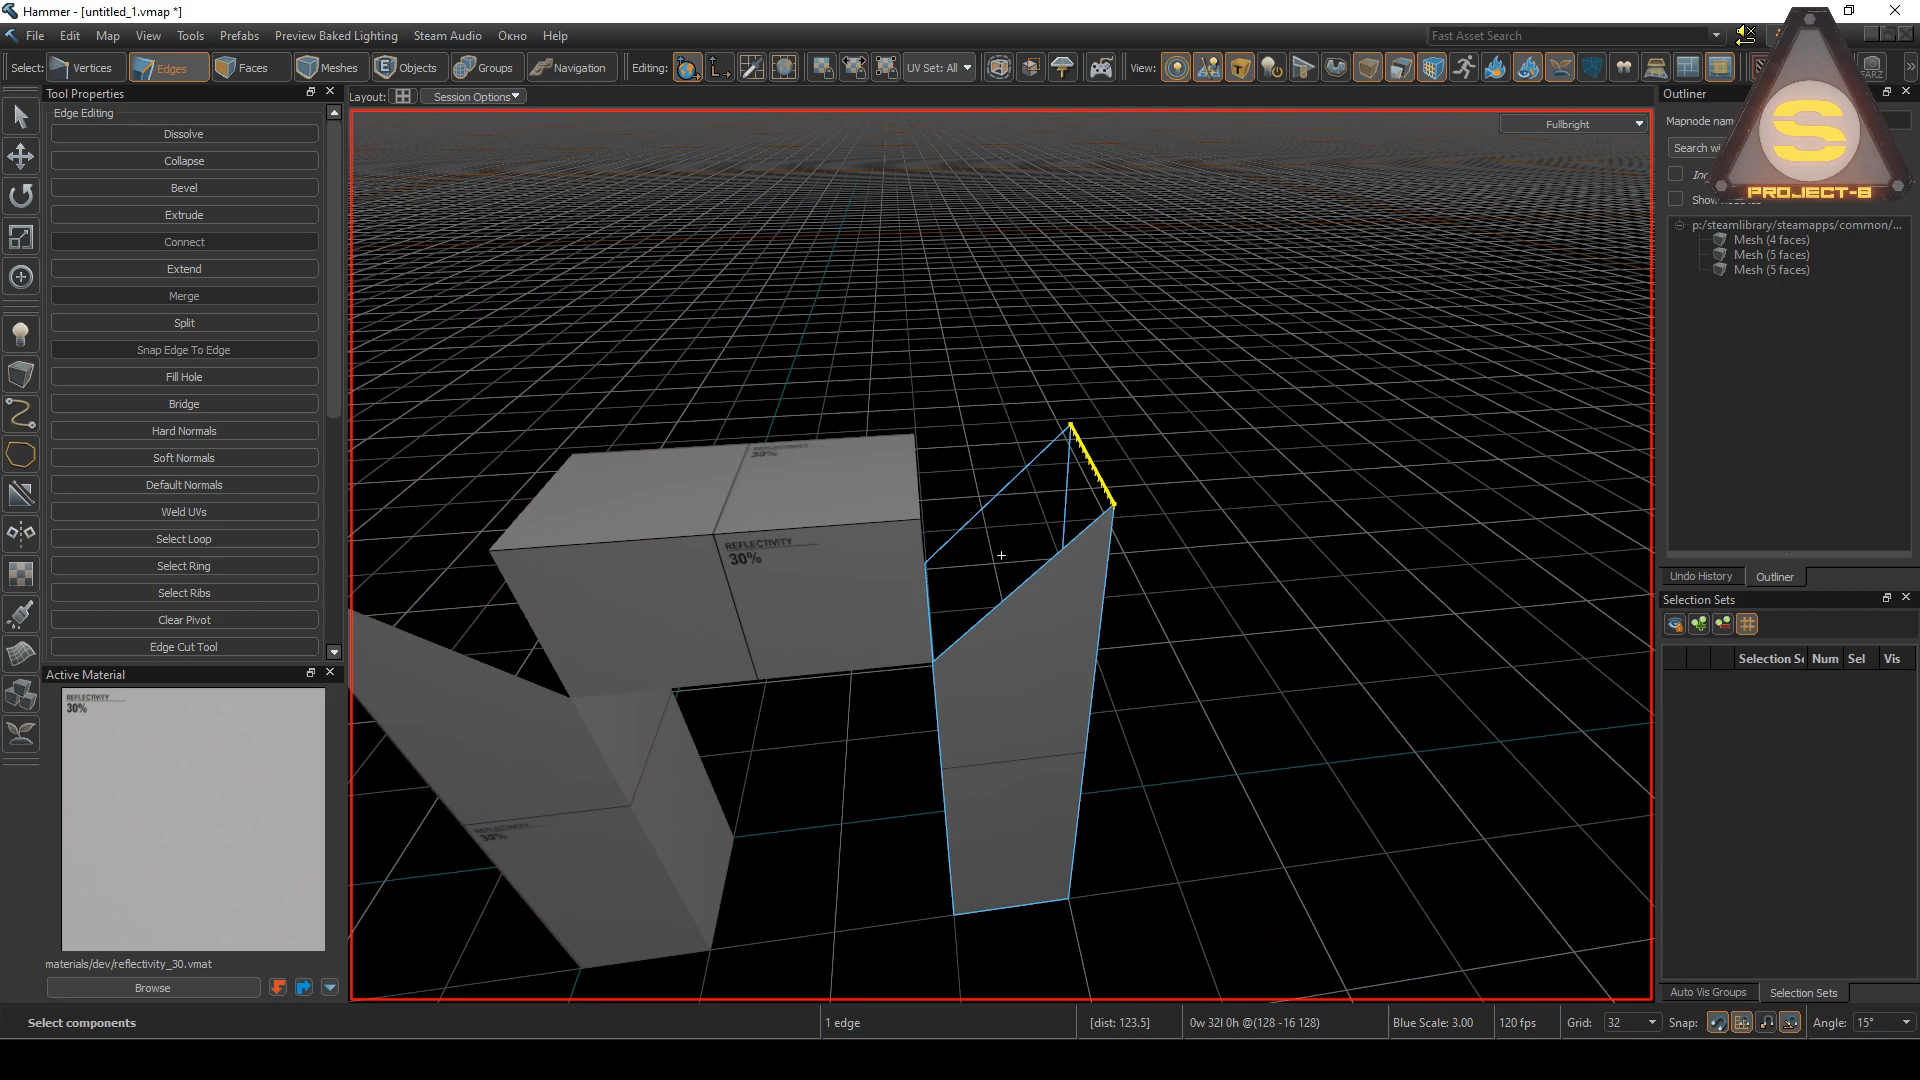 Hammer - [untitled_1.vmap *]
File Edit Map View Tools Prefabs Preview Baked Lighting Steam Audio Окно Help
Fast Asset Search
Select: Vertices Edges Faces Meshes Objects Groups Navigation Editing: UV Set: All View:
Tool Properties
Layout: Session Options
Outliner
Edge Editing
Dissolve
Collapse
Bevel
Extrude
Connect
Extend
Merge
Split
Snap Edge To Edge
Fill Hole
Bridge
Hard Normals
Soft Normals
Default Normals
Weld UVs
Select Loop
Select Ring
Select Ribs
Clear Pivot
Edge Cut Tool
Active Material
REFLECTIVITY
30%
materials/dev/reflectivity_30.vmat
Browse
Fullbright
30%
REFLECTIVITY
30%
REFLECTIVITY
30%
Mapnode
Search
S
PROJECT-8
p:/steamlibrary/steamapps/common/...
Mesh (4 faces)
Mesh (5 faces)
Mesh (5 faces)
Undo History Outliner
Selection Sets
Selection Se Num Sel Vis
Auto Vis Groups Selection Sets
Select components 1 edge [dist: 123.5] 0w 32l 0h @(128 -16 128) Blue Scale: 3.00 120 fps Grid: 32 Snap: Angle: 15°